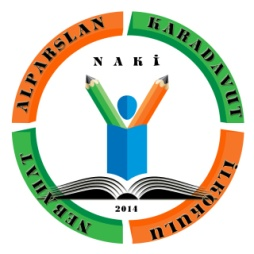 ALPARSLAN
KARADAVUT
NAKİ
NEBAHAT
İLKOKULU
2014